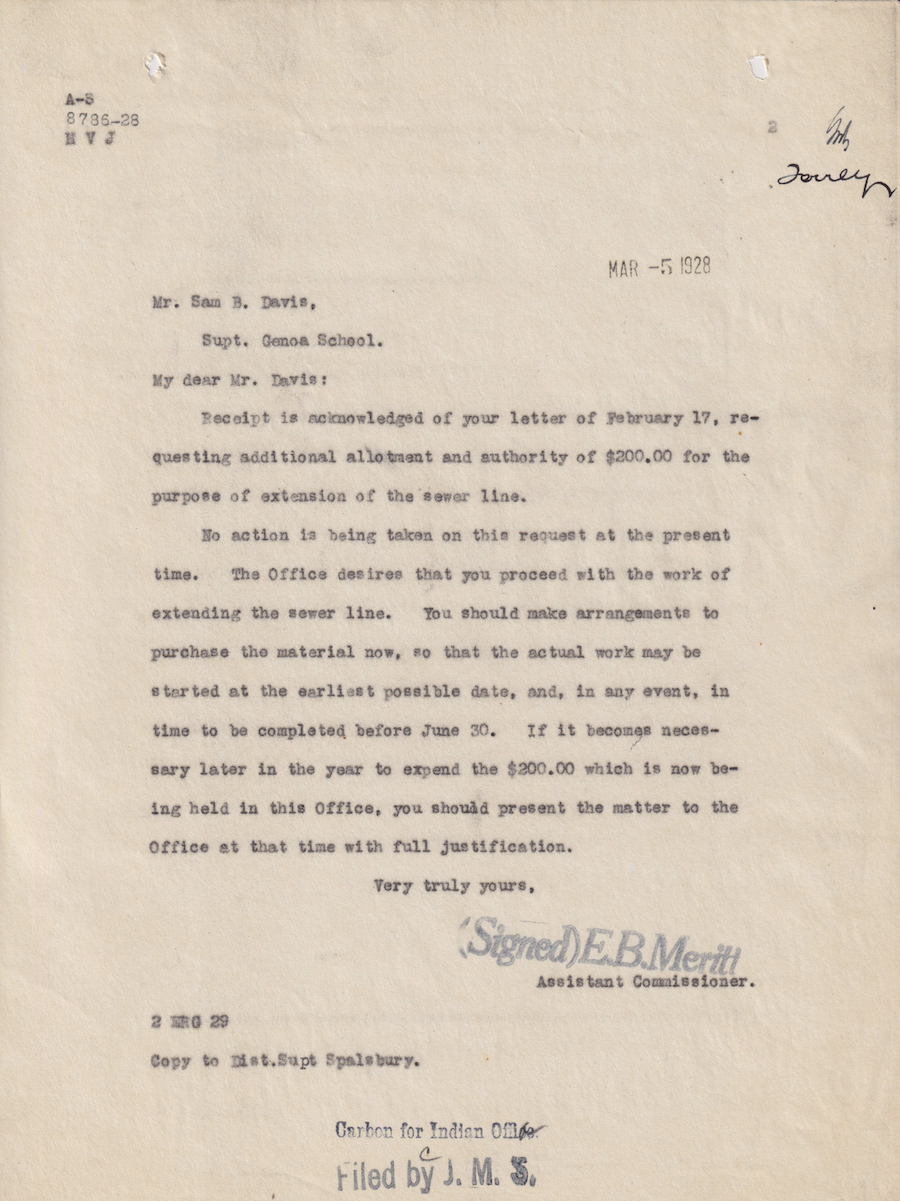 A-S
8786-28
H V J
2
MAR -5 1928
Mr. Sam B. Davis,
Supt. Genoa School.
My dear Mr. Davis:
Receipt is acknowledged of your letter of February 17, re-
questing additional allotment and authority of $200.00 for the
purpose of extension of the sewer line.
No action is being taken on this request at the present
time. The Office desires that you proceed with the work of
extending the sewer line. You should make arrangements to
purchase the material now, so that the actual work may be
started at the earliest possible date, and, in any event, in
time to be completed before June 30. If it becomes neces-
sary later in the year to expend the $200.00 which is now be-
ing held in this Office, you should present the matter to the
Office at that time with full justification.
Very truly yours,
(Signed) E.B.Meritt
Assistant Commissioner.
2 29
Copy to Dist.Supt Spalsbury.
Carbon for Indian Office.
Filed by J. M. S.